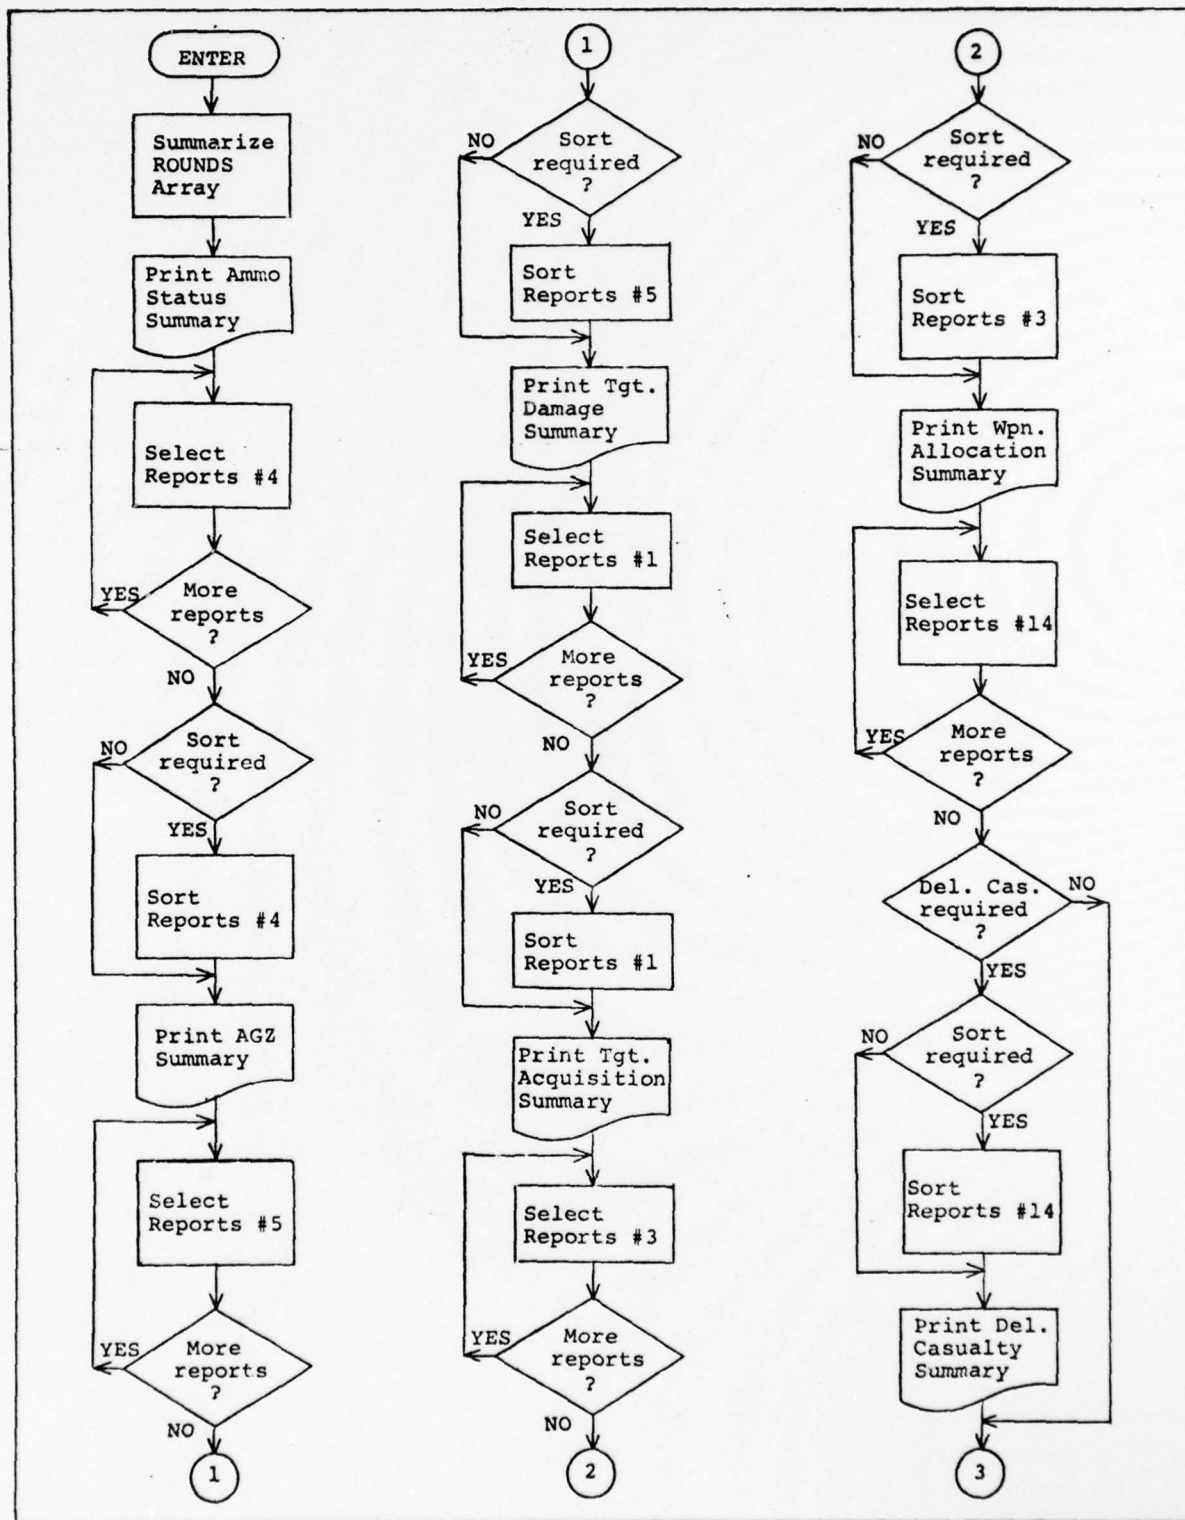 ENTER
Summarize
ROUNDS
Array
Print Ammo
Status
Summary
Select
Reports #4
YES
More
reports
?
NO
NO
Sort
required
?
YES
Sort
Reports #4
Print AGZ
Summary
Select
Reports #5
YES
More
reports
?
NO
1
1
NO
Sort
required
?
YES
Sort
Reports #5
Print Tgt.
Damage
Summary
Select
Reports #1
YES
More
reports
?
NO
NO
Sort
required
?
YES
Sort
Reports #1
Print Tgt.
Acquisition
Summary
Select
Reports #3
YES
More
reports
?
NO
2
2
NO
Sort
required
?
YES
Sort
Reports #3
Print Wpn.
Allocation
Summary
Select
Reports #14
YES
More
reports
?
NO
Del. Cas.
required
?
NO
YES
NO
Sort
required
?
YES
Sort
Reports #14
Print Del.
Casualty
Summary
3